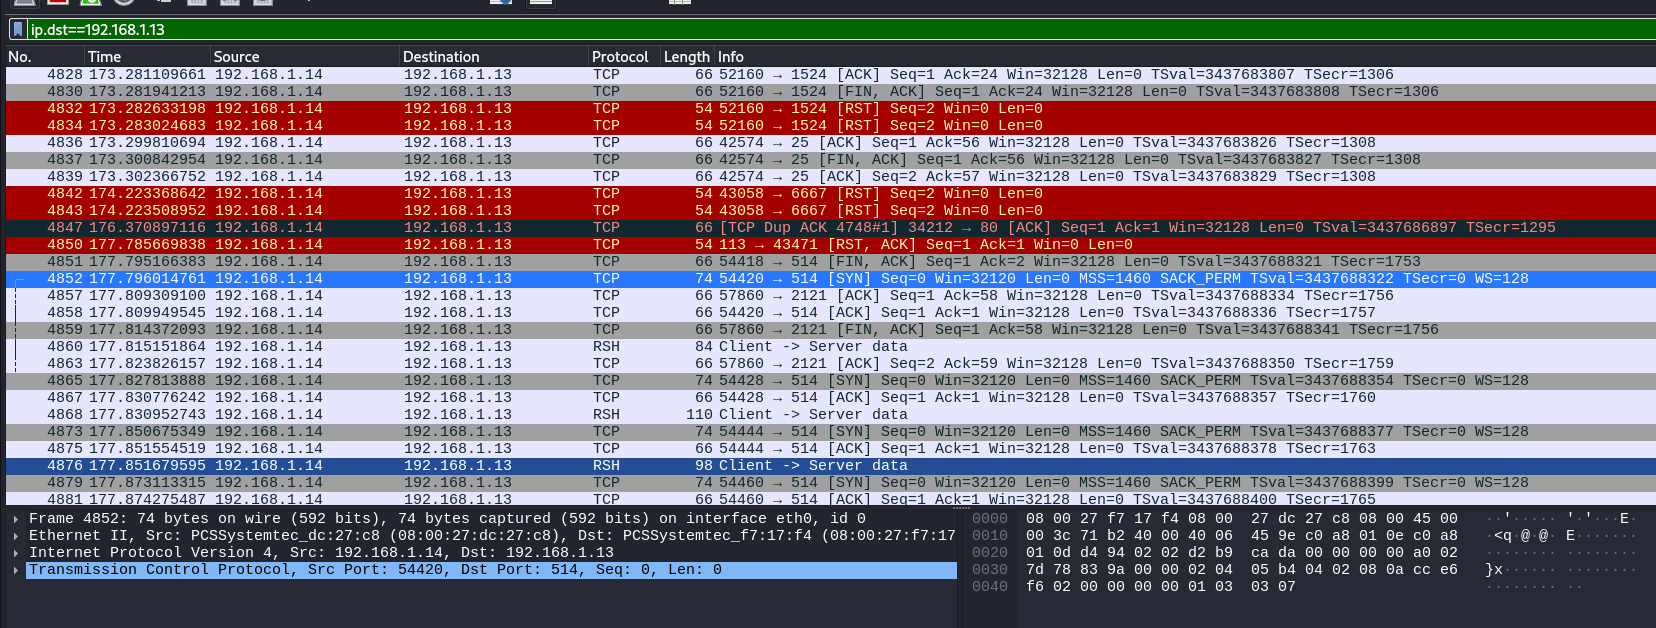 ip.dst==192.168.1.13
No. Time Source Destination Protocol Length Info
4828 173.281109661 192.168.1.14 192.168.1.13 TCP 66 52160 → 1524 [ACK] Seq=1 Ack=24 Win=32128 Len=0 TSval=3437683807 TSecr=1306
4830 173.281941213 192.168.1.14 192.168.1.13 TCP 66 52160 → 1524 [FIN, ACK] Seq=1 Ack=24 Win=32128 Len=0 TSval=3437683808 TSecr=1306
4832 173.282633198 192.168.1.14 192.168.1.13 TCP 54 52160 → 1524 [RST] Seq=2 Win=0 Len=0
4834 173.283024683 192.168.1.14 192.168.1.13 TCP 54 52160 → 1524 [RST] Seq=2 Win=0 Len=0
4836 173.299810694 192.168.1.14 192.168.1.13 TCP 66 42574 → 25 [ACK] Seq=1 Ack=56 Win=32128 Len=0 TSval=3437683826 TSecr=1308
4837 173.300842954 192.168.1.14 192.168.1.13 TCP 66 42574 → 25 [FIN, ACK] Seq=1 Ack=56 Win=32128 Len=0 TSval=3437683827 TSecr=1308
4839 173.302366752 192.168.1.14 192.168.1.13 TCP 66 42574 → 25 [ACK] Seq=2 Ack=57 Win=32128 Len=0 TSval=3437683829 TSecr=1308
4842 174.223368642 192.168.1.14 192.168.1.13 TCP 54 43058 → 6667 [RST] Seq=2 Win=0 Len=0
4843 174.223508952 192.168.1.14 192.168.1.13 TCP 54 43058 → 6667 [RST] Seq=2 Win=0 Len=0
4847 176.370897116 192.168.1.14 192.168.1.13 TCP 66 [TCP Dup ACK 4748#1] 34212 → 80 [ACK] Seq=1 Ack=1 Win=32128 Len=0 TSval=3437686897 TSecr=1295
4850 177.785669838 192.168.1.14 192.168.1.13 TCP 54 113 → 43471 [RST, ACK] Seq=1 Ack=1 Win=0 Len=0
4851 177.795166383 192.168.1.14 192.168.1.13 TCP 66 54418 → 514 [FIN, ACK] Seq=1 Ack=2 Win=32128 Len=0 TSval=3437688321 TSecr=1753
4852 177.796014761 192.168.1.14 192.168.1.13 TCP 74 54420 → 514 [SYN] Seq=0 Win=32120 Len=0 MSS=1460 SACK_PERM TSval=3437688322 TSecr=0 WS=128
4857 177.809309100 192.168.1.14 192.168.1.13 TCP 66 57860 → 2121 [ACK] Seq=1 Ack=58 Win=32128 Len=0 TSval=3437688334 TSecr=1756
4858 177.809949545 192.168.1.14 192.168.1.13 TCP 66 54420 → 514 [ACK] Seq=1 Ack=1 Win=32128 Len=0 TSval=3437688336 TSecr=1757
4859 177.814372093 192.168.1.14 192.168.1.13 TCP 66 57860 → 2121 [FIN, ACK] Seq=1 Ack=58 Win=32128 Len=0 TSval=3437688341 TSecr=1756
4860 177.815151864 192.168.1.14 192.168.1.13 RSH 84 Client -> Server data
4863 177.823826157 192.168.1.14 192.168.1.13 TCP 66 57860 → 2121 [ACK] Seq=2 Ack=59 Win=32128 Len=0 TSval=3437688350 TSecr=1759
4865 177.827813888 192.168.1.14 192.168.1.13 TCP 74 54428 → 514 [SYN] Seq=0 Win=32120 Len=0 MSS=1460 SACK_PERM TSval=3437688354 TSecr=0 WS=128
4867 177.830776242 192.168.1.14 192.168.1.13 TCP 66 54428 → 514 [ACK] Seq=1 Ack=1 Win=32128 Len=0 TSval=3437688357 TSecr=1760
4868 177.830952743 192.168.1.14 192.168.1.13 RSH 110 Client -> Server data
4873 177.850675349 192.168.1.14 192.168.1.13 TCP 74 54444 → 514 [SYN] Seq=0 Win=32120 Len=0 MSS=1460 SACK_PERM TSval=3437688377 TSecr=0 WS=128
4875 177.851554519 192.168.1.14 192.168.1.13 TCP 66 54444 → 514 [ACK] Seq=1 Ack=1 Win=32128 Len=0 TSval=3437688378 TSecr=1763
4876 177.851679595 192.168.1.14 192.168.1.13 RSH 98 Client -> Server data
4879 177.873113315 192.168.1.14 192.168.1.13 TCP 74 54460 → 514 [SYN] Seq=0 Win=32120 Len=0 MSS=1460 SACK_PERM TSval=3437688399 TSecr=0 WS=128
4881 177.874275487 192.168.1.14 192.168.1.13 TCP 66 54460 → 514 [ACK] Seq=1 Ack=1 Win=32128 Len=0 TSval=3437688400 TSecr=1765
Frame 4852: 74 bytes on wire (592 bits), 74 bytes captured (592 bits) on interface eth0, id 0
Ethernet II, Src: PCSSystemtec_dc:27:c8 (08:00:27:dc:27:c8), Dst: PCSSystemtec_f7:17:f4 (08:00:27:f7:17
Internet Protocol Version 4, Src: 192.168.1.14, Dst: 192.168.1.13
Transmission Control Protocol, Src Port: 54420, Dst Port: 514, Seq: 0, Len: 0
0000 08 00 27 f7 17 f4 08 00 27 dc 27 c8 08 00 45 00 ··'····· '·'···E·
0010 00 3c 71 b2 40 00 40 06 45 9e c0 a8 01 0e c0 a8 ·<q·@·@· E·······
0020 01 0d d4 94 02 02 d2 b9 ca da 00 00 00 00 a0 02 ········ ········
0030 7d 78 83 9a 00 00 02 04 05 b4 04 02 08 0a cc e6 }x······ ········
0040 f6 02 00 00 00 00 01 03 03 07 ········ ··